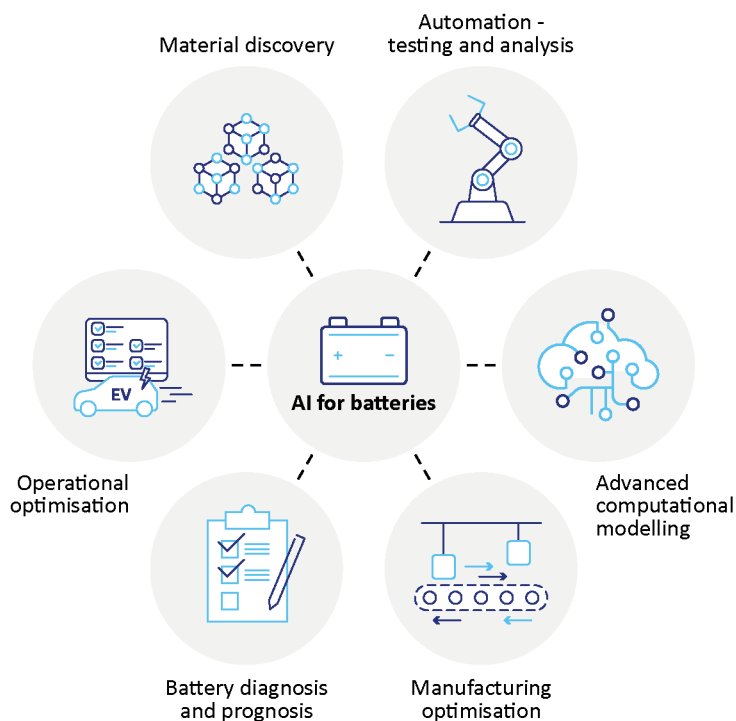 Material discovery
Automation -
testing and analysis
EV
+ −
AI for batteries
Operational
optimisation
Advanced
computational
modelling
Battery diagnosis
and prognosis
Manufacturing
optimisation